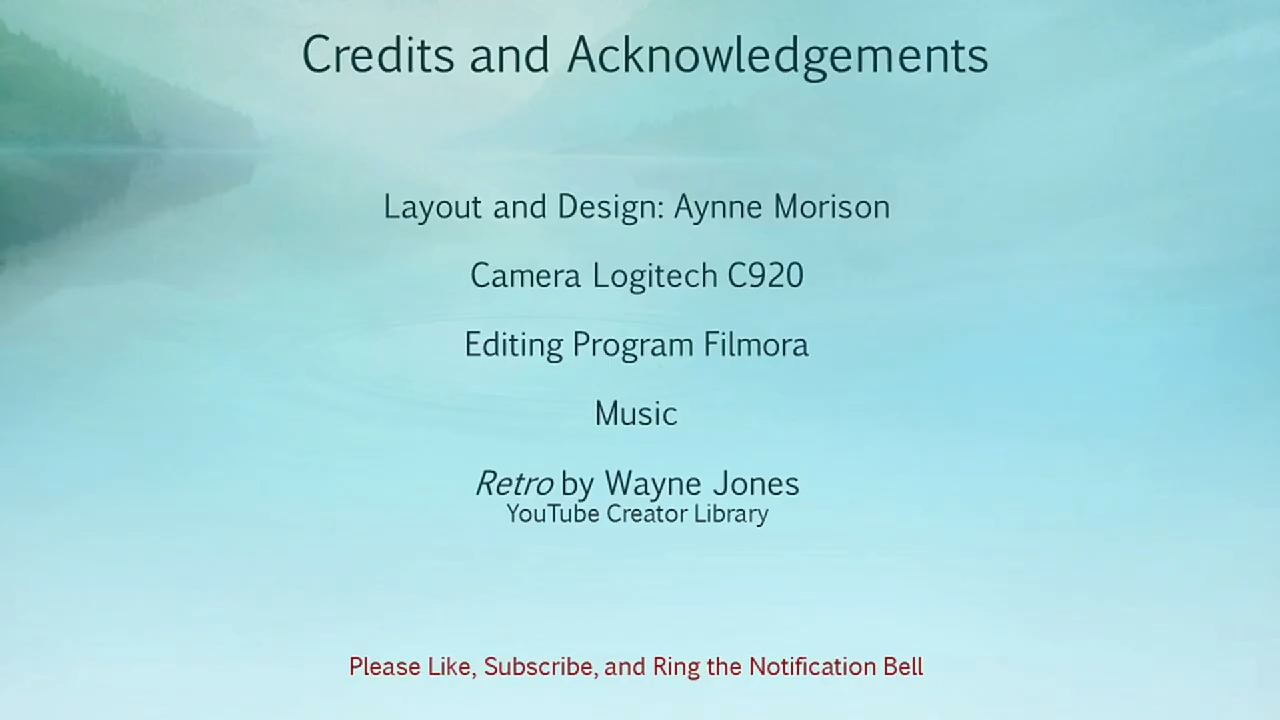 Credits and Acknowledgements
Layout and Design: Aynne Morison
Camera Logitech C920
Editing Program Filmora
Music
Retro by Wayne Jones
YouTube Creator Library
Please Like, Subscribe, and Ring the Notification Bell